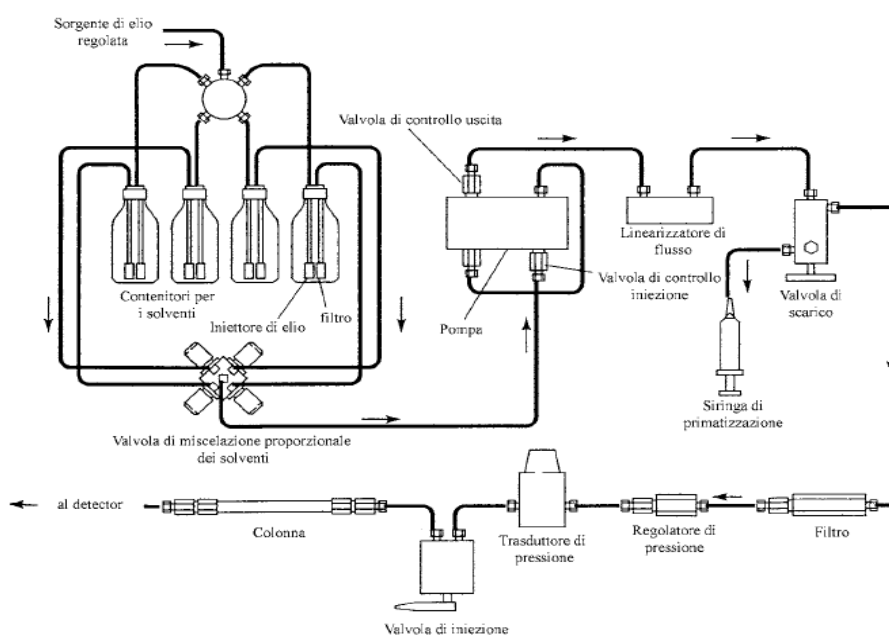 Sorgente di elio
regolata
Valvola di controllo uscita
Linearizzatore di
flusso
Contenitori per
i solventi
Iniettore di elio
filtro
Pompa
Valvola di controllo
iniezione
Valvola di
scarico
Siringa di
primatizzazione
Valvola di miscelazione proporzionale
dei solventi
al detector
Colonna
Trasduttore di
pressione
Regolatore di
pressione
Filtro
Valvola di iniezione